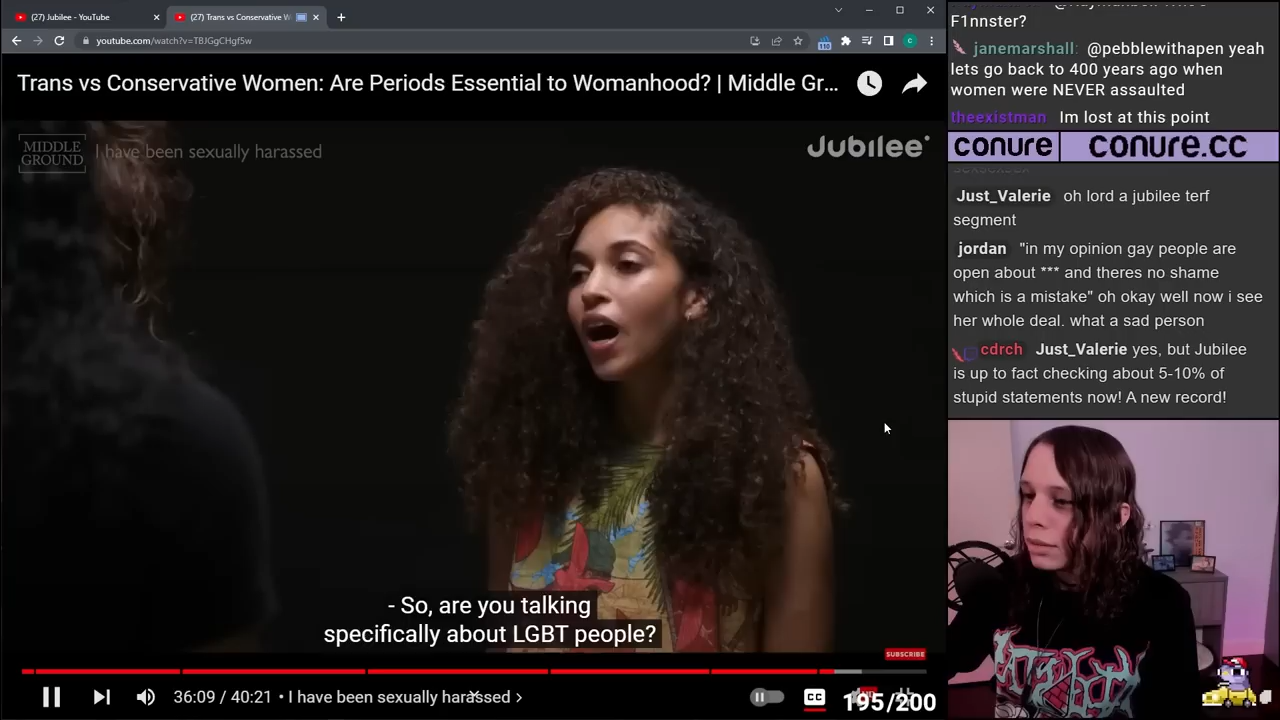 (27) Jubilee - YouTube
(27) Trans vs Conservative W
youtube.com/watch?v=TBJGgCHgf5w
Trans vs Conservative Women: Are Periods Essential to Womanhood? | Middle Gr...
MIDDLE
GROUND
I have been sexually harassed
Jubilee
- So, are you talking
specifically about LGBT people?
SUBSCRIBE
36:09 / 40:21 • I have been sexually harassed
CC
195/200
F1nnster?
janemarshall: @pebblewithapen yeah
lets go back to 400 years ago when
women were NEVER assaulted
theexistman Im lost at this point
conure conure.cc
Just_Valerie oh lord a jubilee terf
segment
jordan "in my opinion gay people are
open about *** and theres no shame
which is a mistake" oh okay well now i see
her whole deal. what a sad person
cdrch Just_Valerie yes, but Jubilee
is up to fact checking about 5-10% of
stupid statements now! A new record!